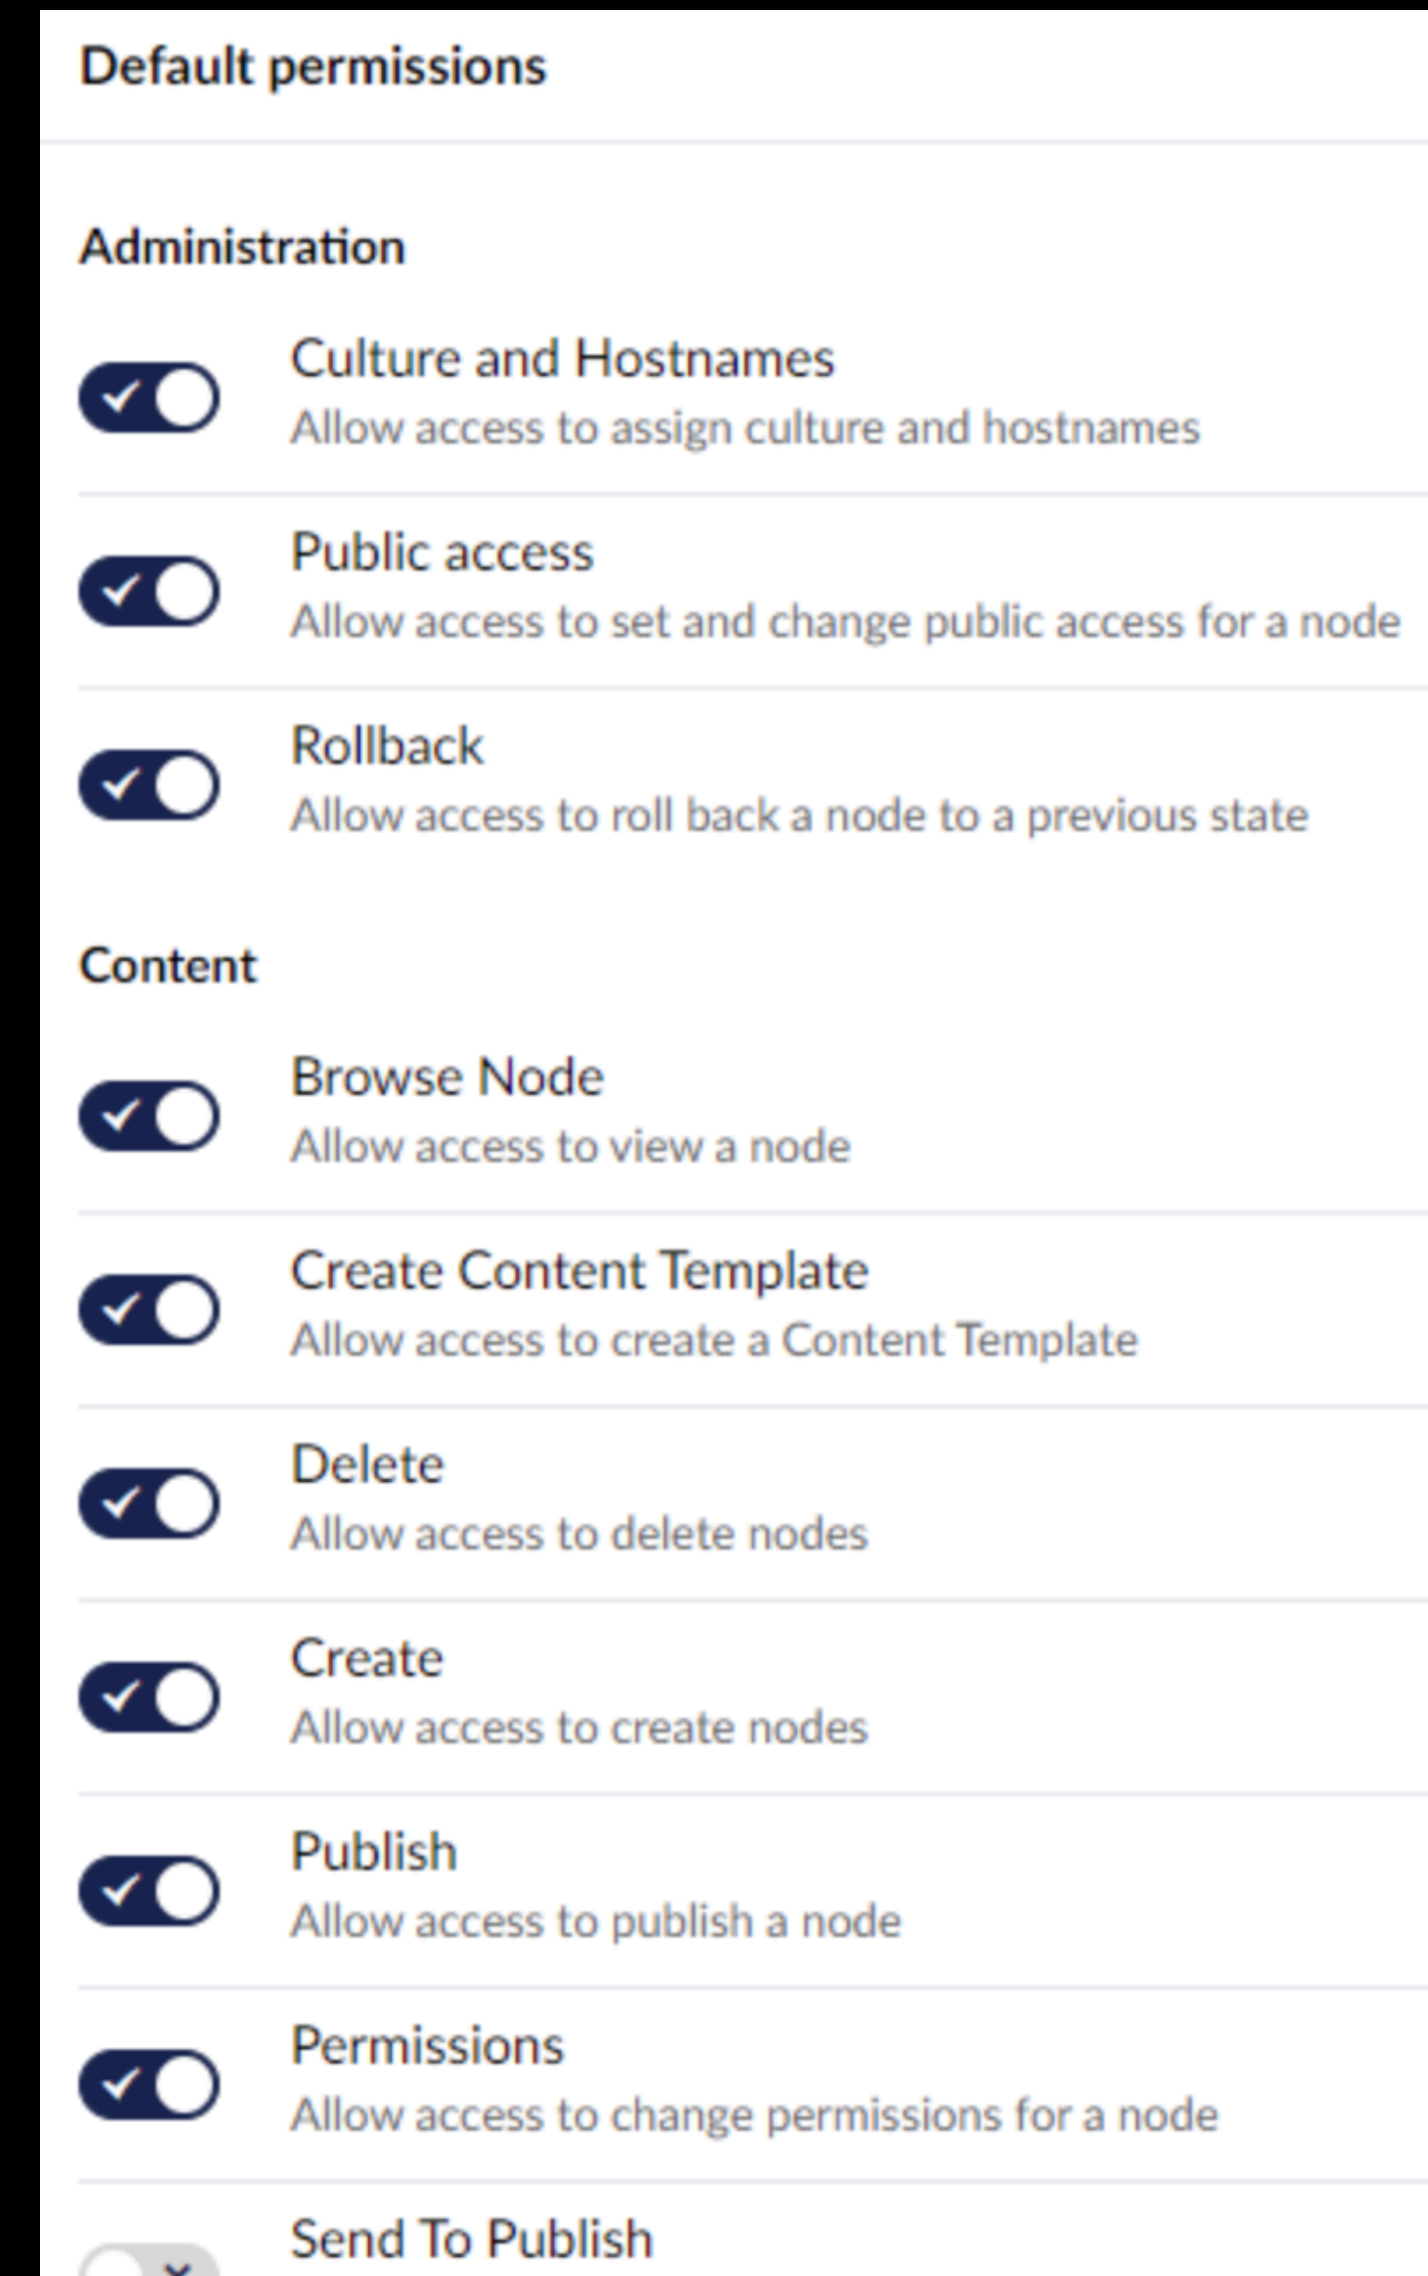 Default permissions
Administration
Culture and Hostnames
Allow access to assign culture and hostnames
Public access
Allow access to set and change public access for a node
Rollback
Allow access to roll back a node to a previous state
Content
Browse Node
Allow access to view a node
Create Content Template
Allow access to create a Content Template
Delete
Allow access to delete nodes
Create
Allow access to create nodes
Publish
Allow access to publish a node
Permissions
Allow access to change permissions for a node
Send To Publish